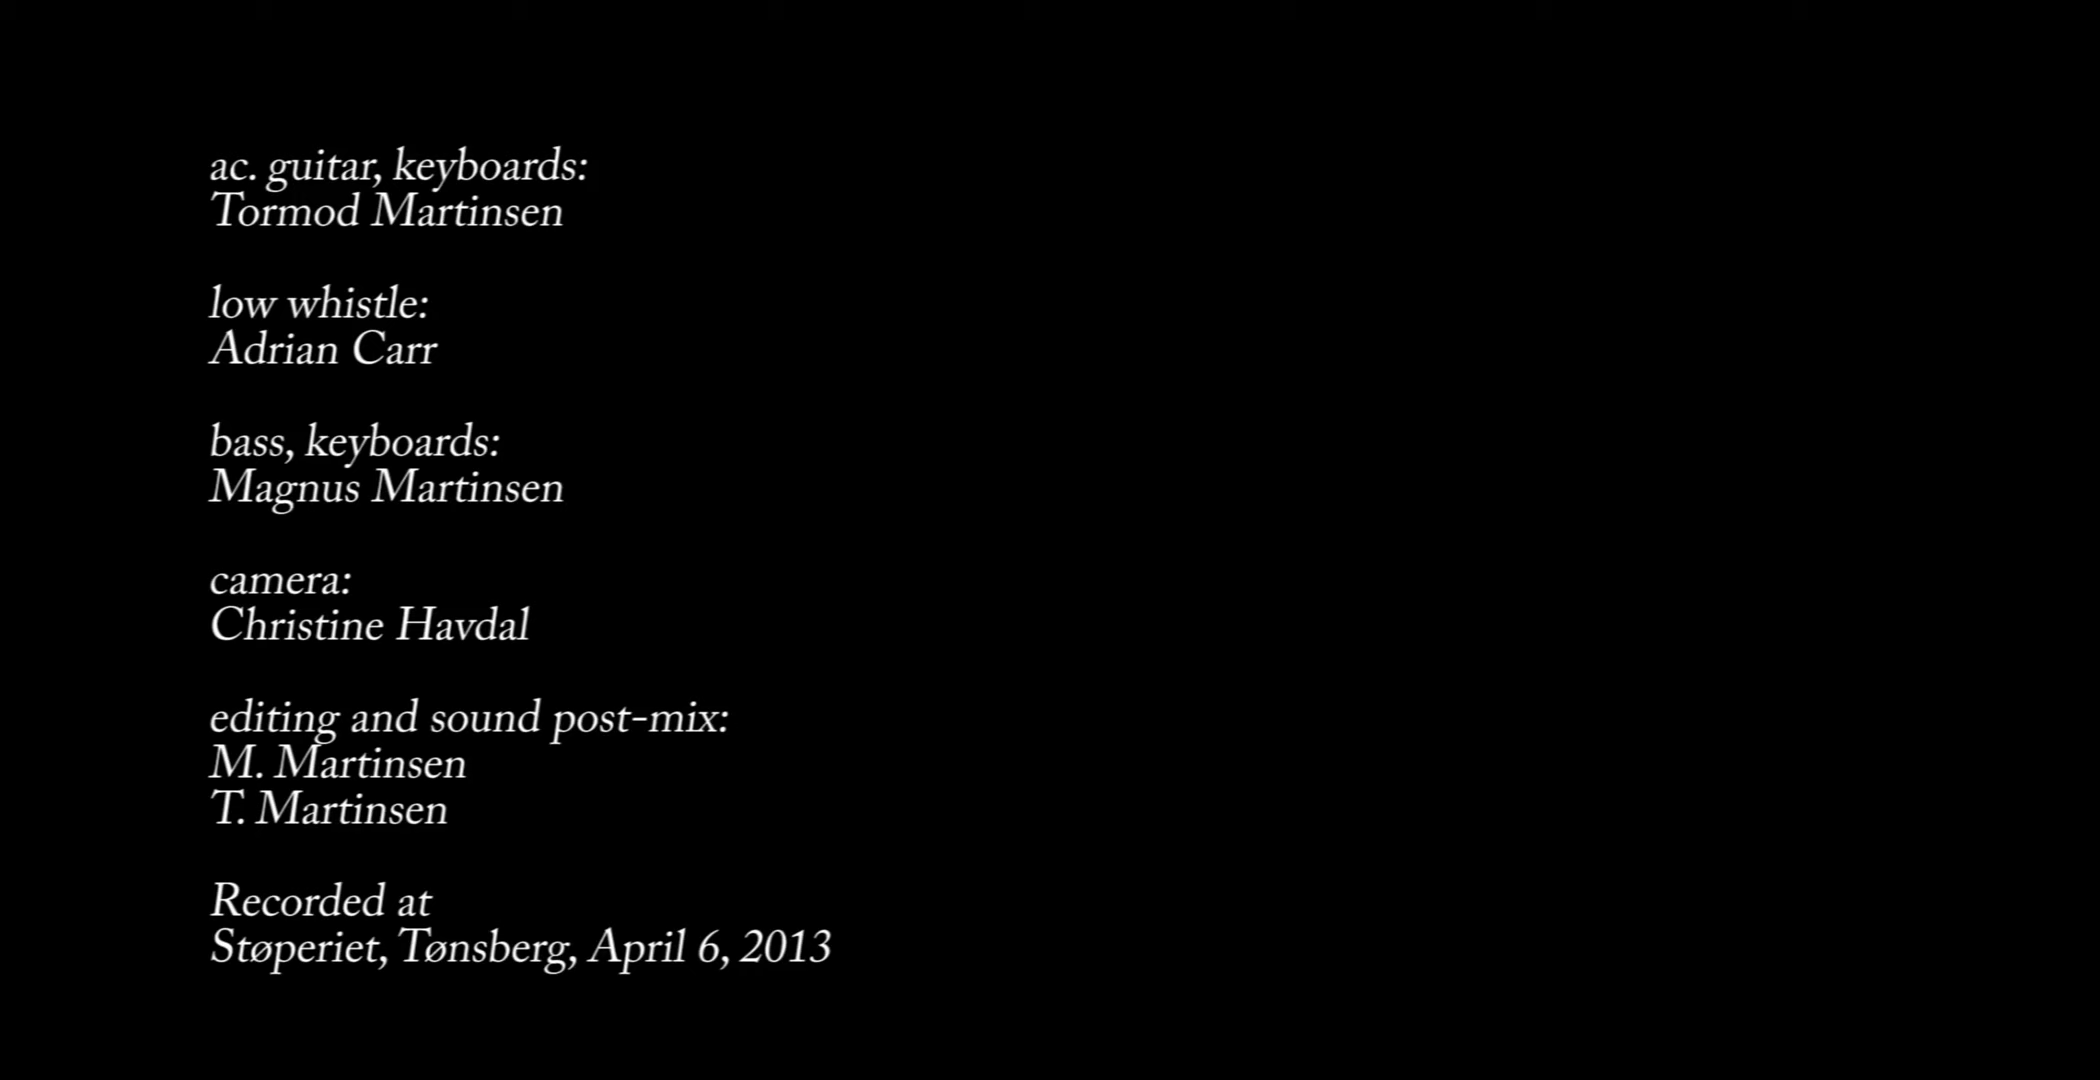 ac. guitar, keyboards:
Tormod Martinsen
low whistle:
Adrian Carr
bass, keyboards:
Magnus Martinsen
camera:
Christine Havdal
editing and sound post-mix:
M. Martinsen
T. Martinsen
Recorded at
Støperiet, Tønsberg, April 6, 2013